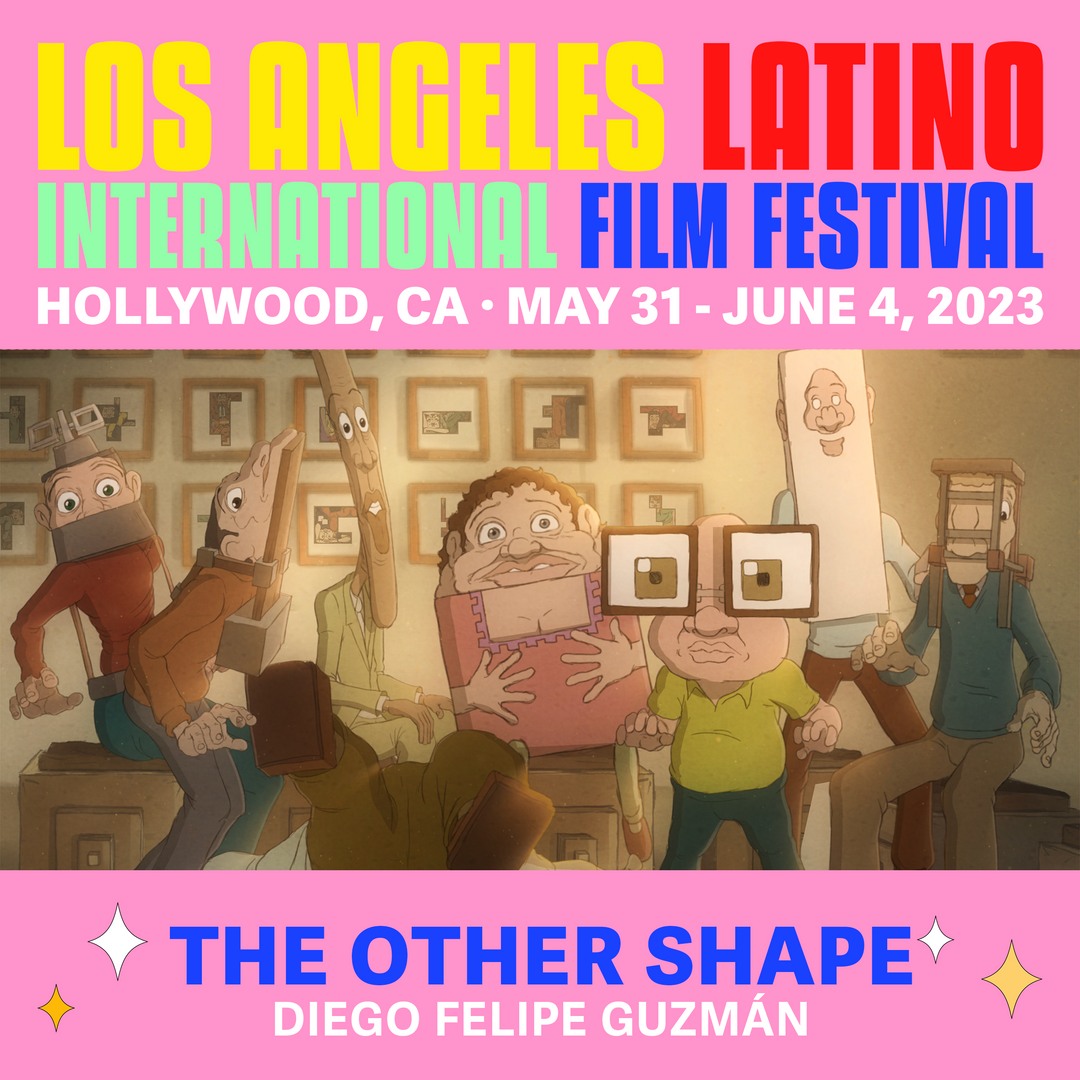 LOS ANGELES LATINO
INTERNATIONAL FILM FESTIVAL
HOLLYWOOD, CA • MAY 31 - JUNE 4, 2023
THE OTHER SHAPE
DIEGO FELIPE GUZMÁN